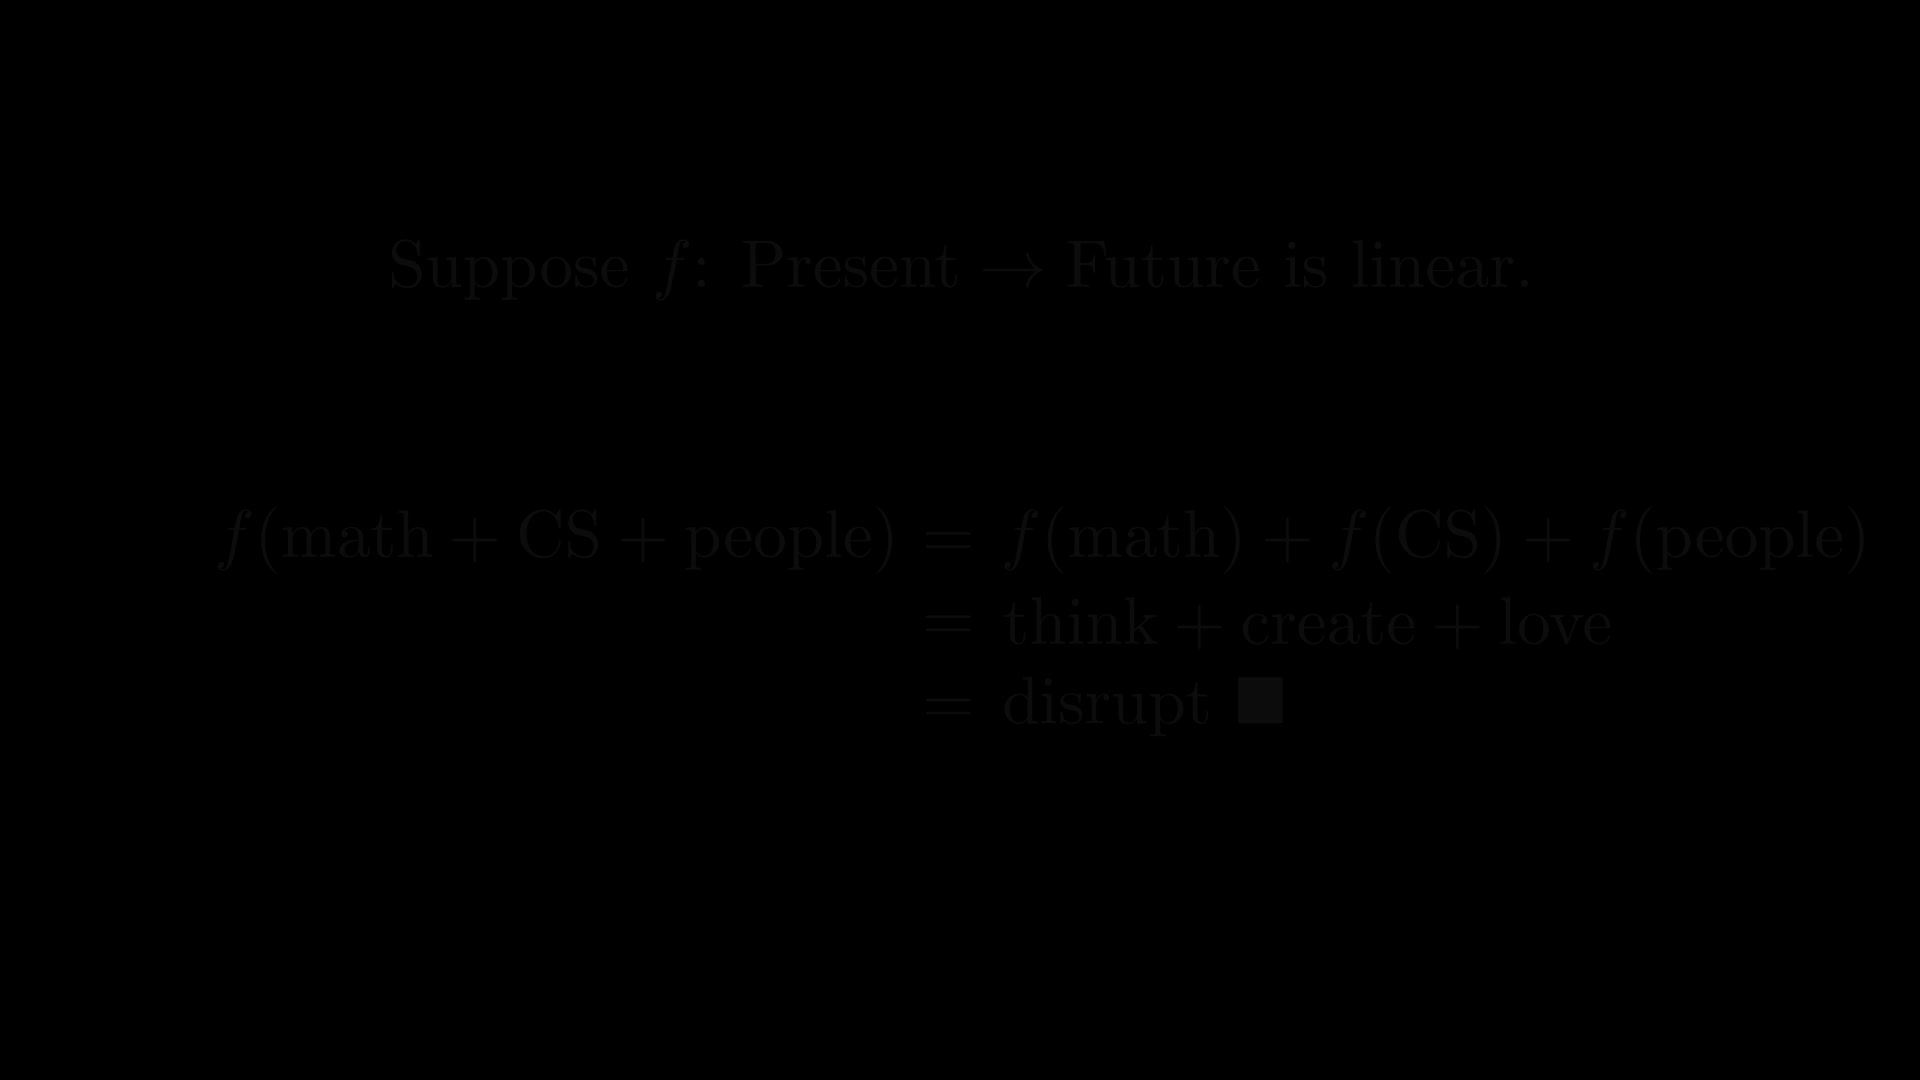 Suppose f: Present → Future is linear.
f(math + CS + people) = f(math) + f(CS) + f(people)
= think + create + love
= disrupt ■